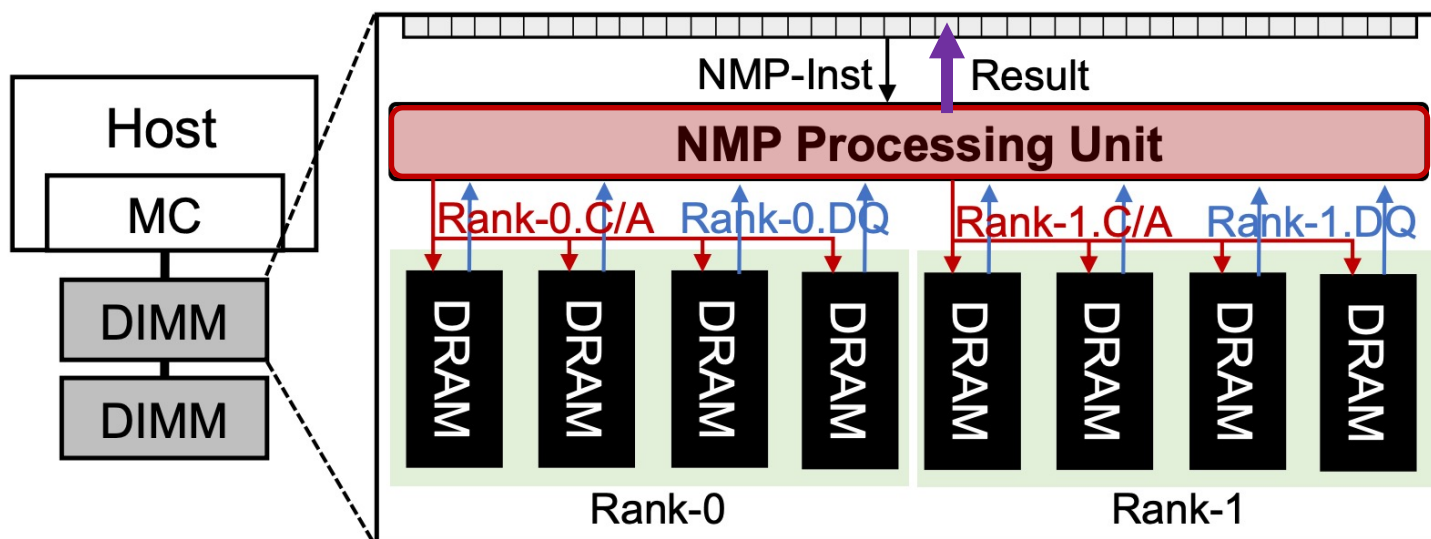 Host
MC
DIMM
DIMM
NMP-Inst
Result
NMP Processing Unit
Rank-0.C/A
Rank-0.DQ
Rank-1.C/A
Rank-1.DQ
DRAM
DRAM
DRAM
DRAM
DRAM
DRAM
DRAM
DRAM
Rank-0
Rank-1